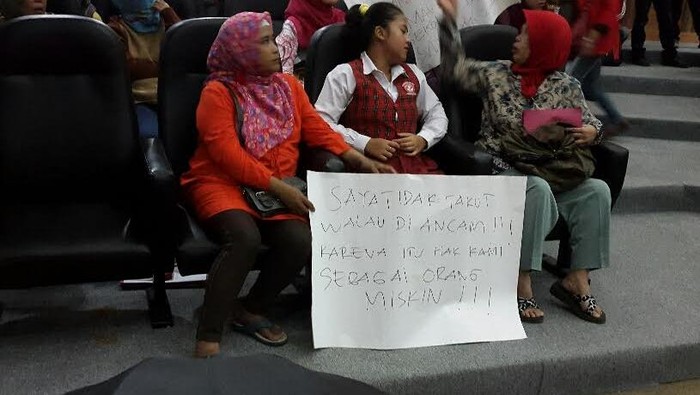 SAYA TIDAK TAKUT
WALAU DI ANCAM!!!
KARENA ITU HAK KAMI
SEBAGAI ORANG
MISKIN!!!